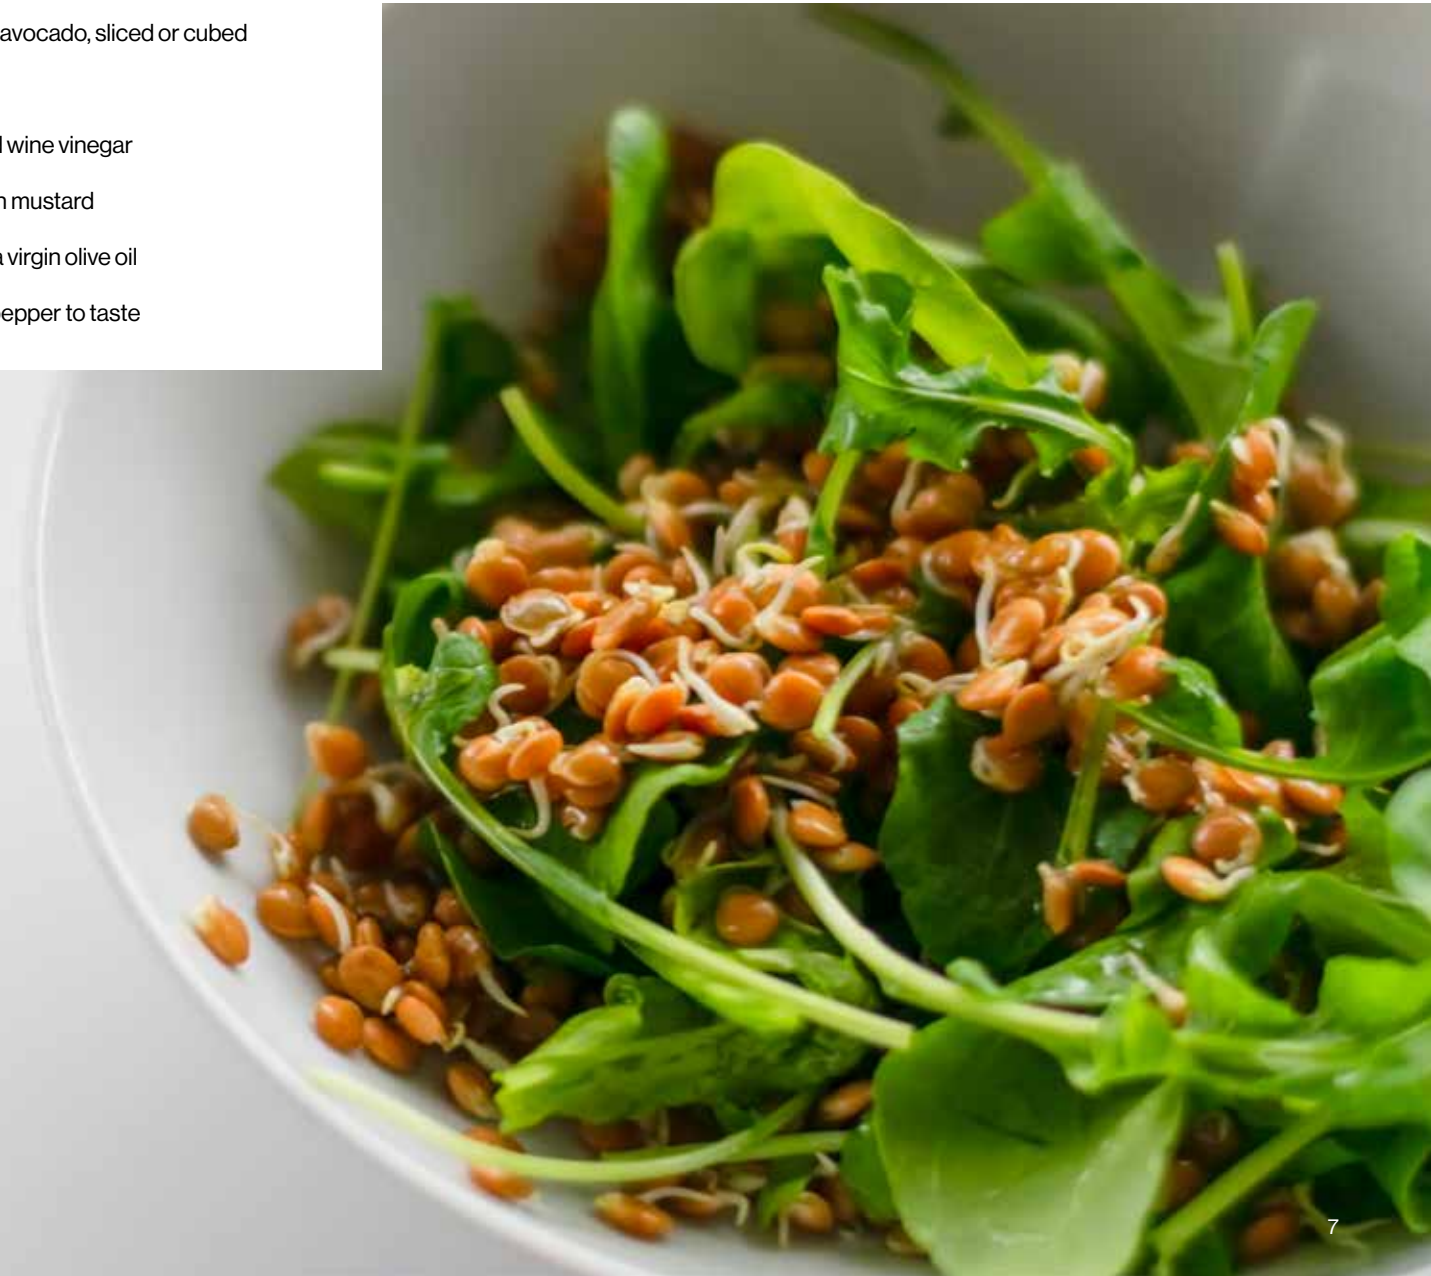 avocado, sliced or cubed
wine vinegar
mustard
virgin olive oil
epper to taste
7